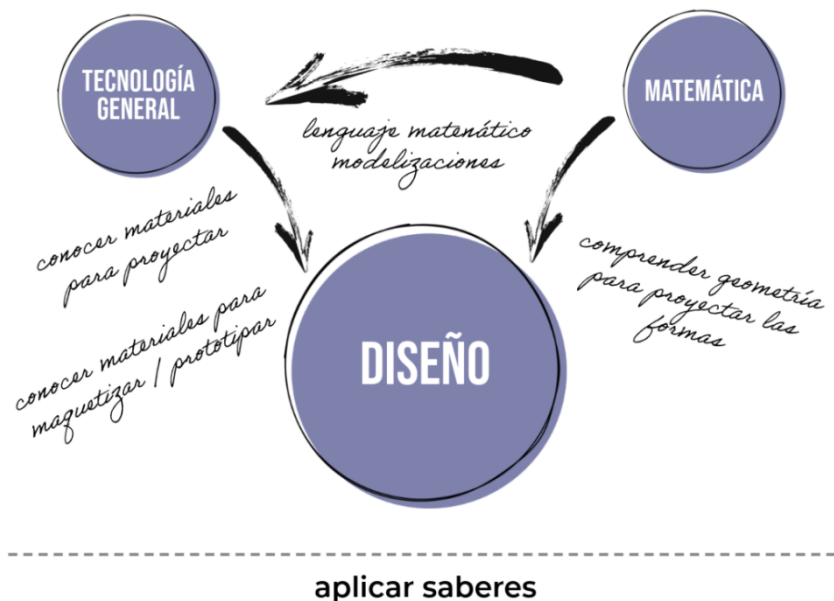 TECNOLOGÍA
GENERAL
MATEMÁTICA
lenguaje matenático
modelizaciones
conocer materiales
para proyectar
conocer materiales para
maquetizar / prototipar
comprender geometría
para proyectar las
formas
DISEÑO
aplicar saberes